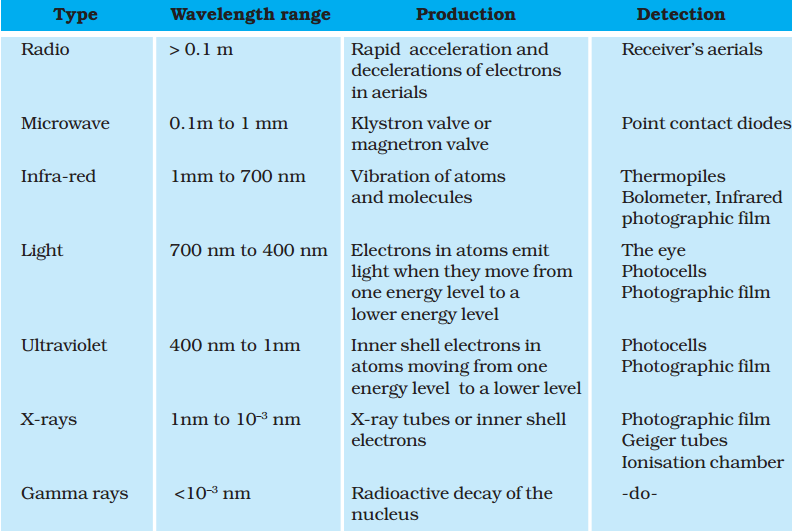 Type Wavelength range Production Detection
Radio > 0.1 m Rapid acceleration and Receiver's aerials
decelerations of electrons
in aerials
Microwave 0.1m to 1 mm Klystron valve or Point contact diodes
magnetron valve
Infra-red 1mm to 700 nm Vibration of atoms Thermopiles
and molecules Bolometer, Infrared
photographic film
Light 700 nm to 400 nm Electrons in atoms emit The eye
light when they move from Photocells
one energy level to a Photographic film
lower energy level
Ultraviolet 400 nm to 1nm Inner shell electrons in Photocells
atoms moving from one Photographic film
energy level to a lower level
X-rays 1nm to 10⁻³ nm X-ray tubes or inner shell Photographic film
electrons Geiger tubes
Ionisation chamber
Gamma rays <10⁻³ nm Radioactive decay of the -do-
nucleus